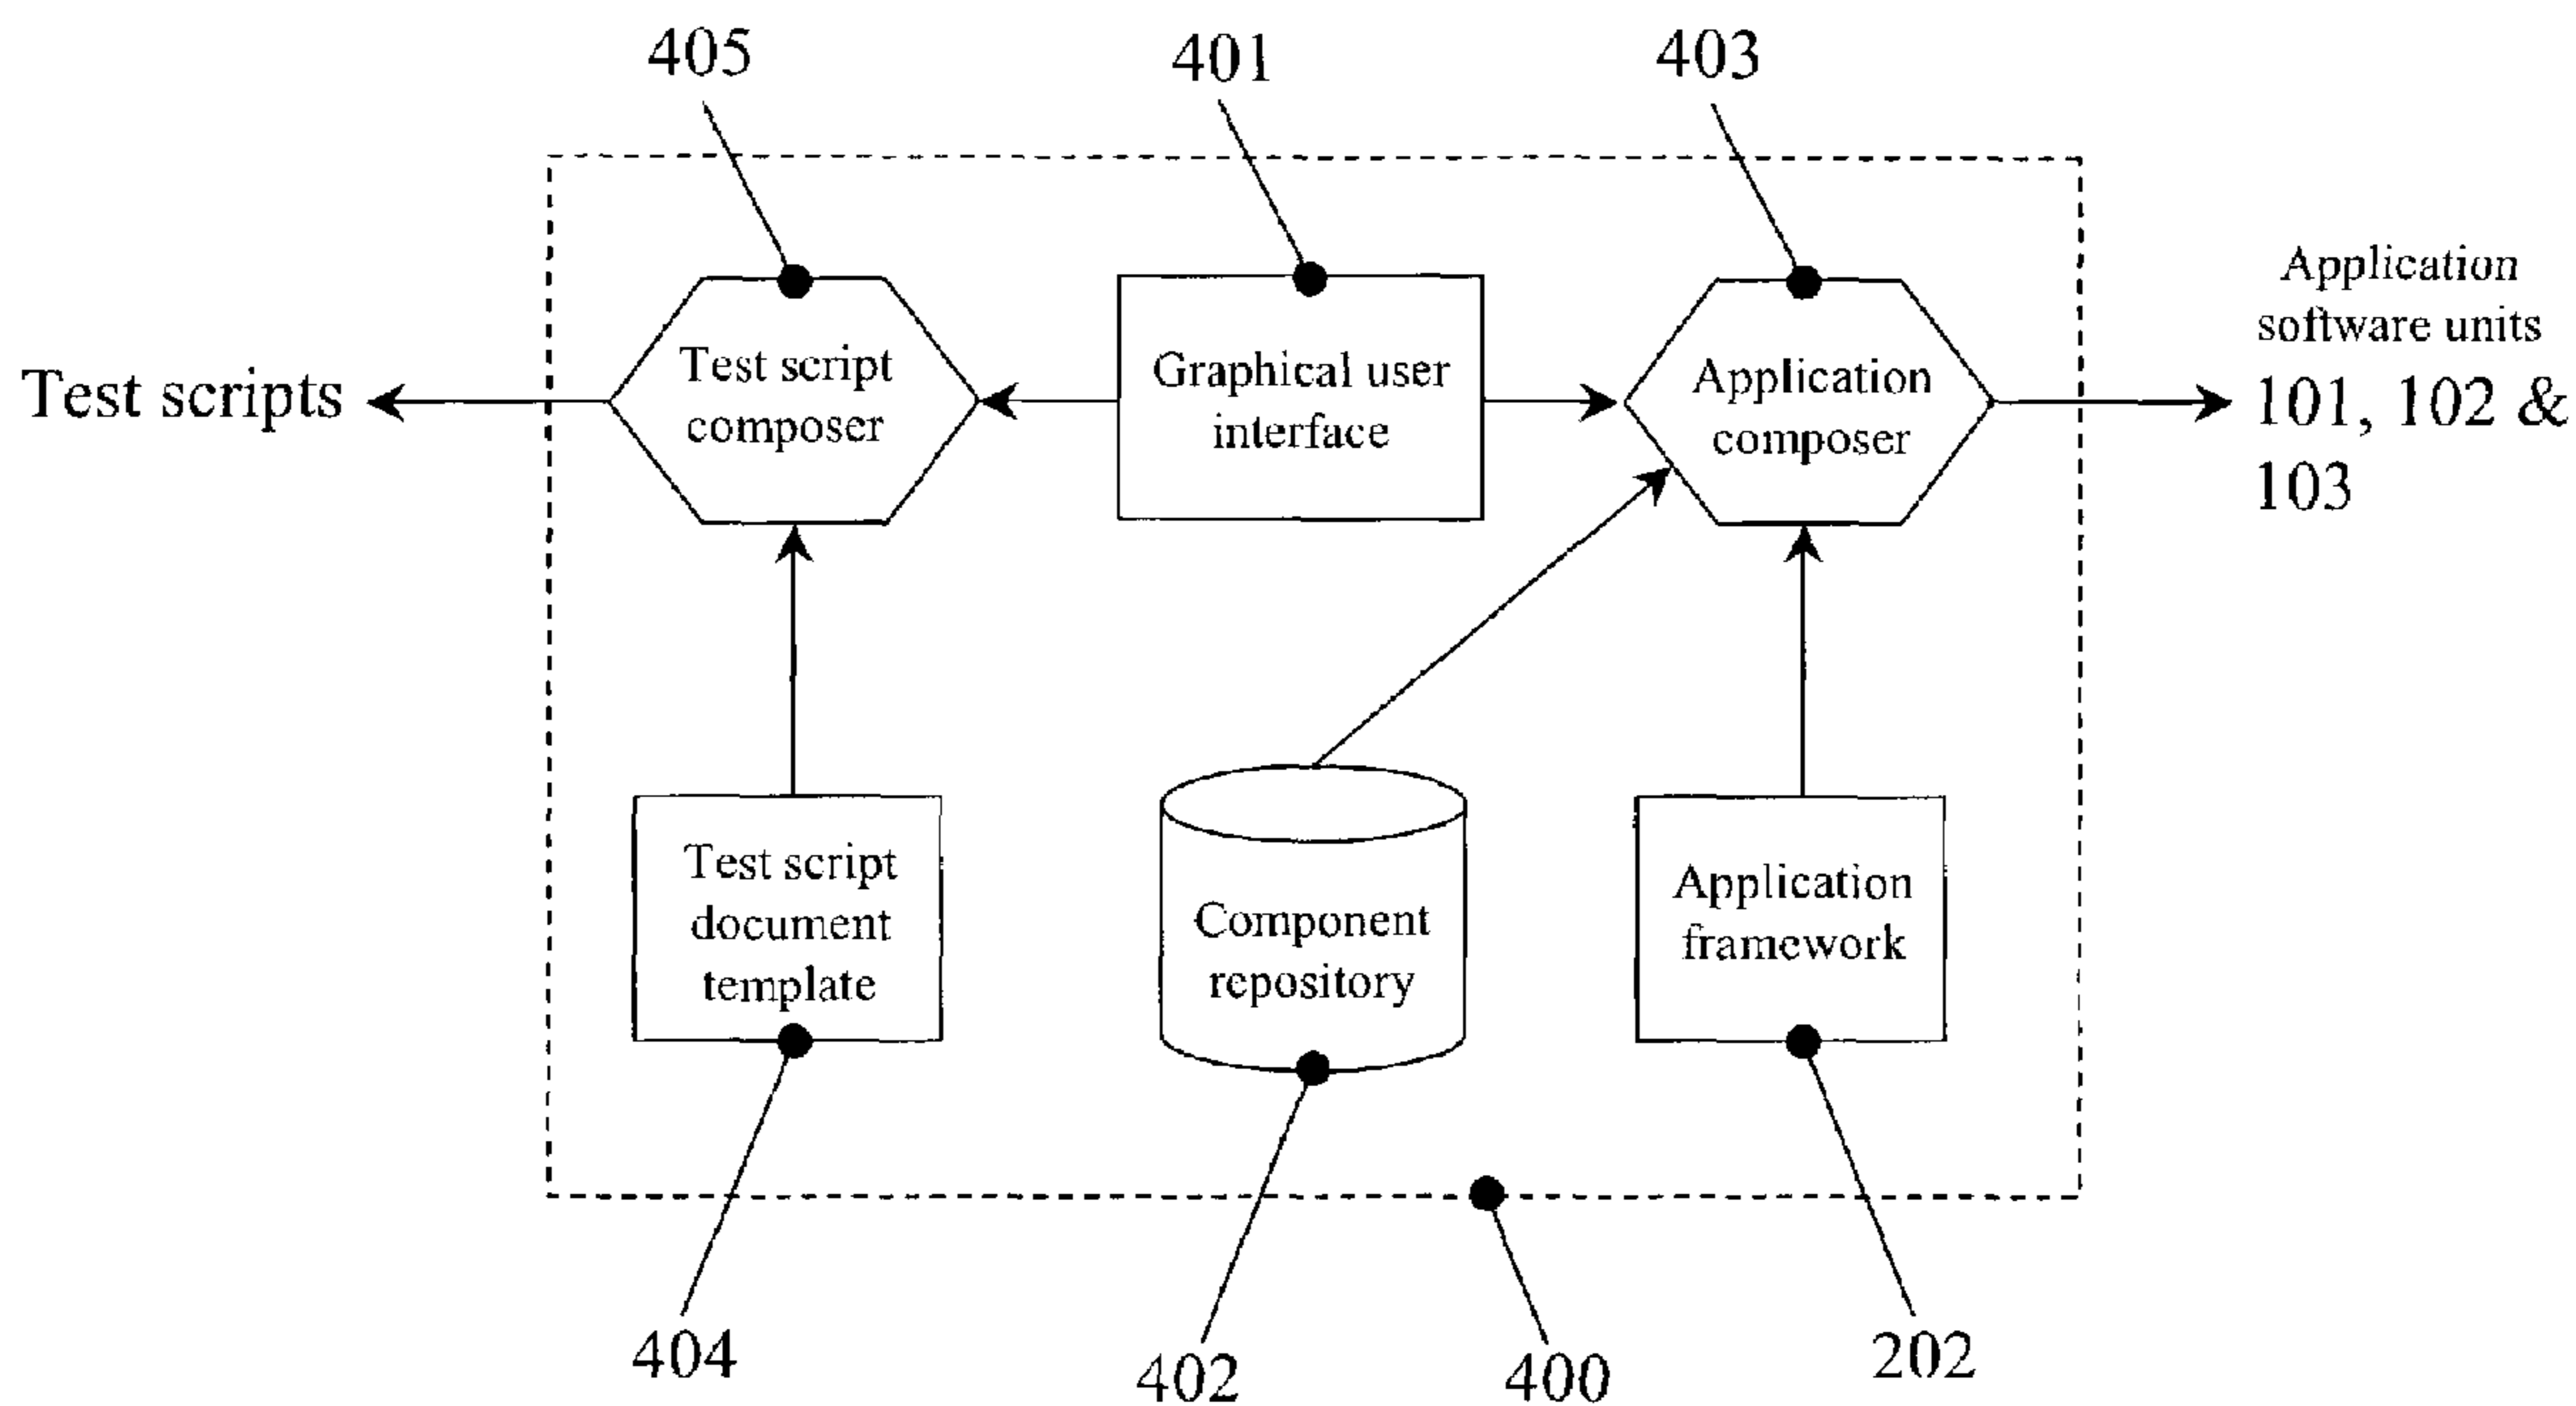 405
401
403
Test scripts
Test script
composer
Graphical user
interface
Application
composer
Application
software units
101, 102 &
103
Test script
document
template
Component
repository
Application
framework
404
402
400
202